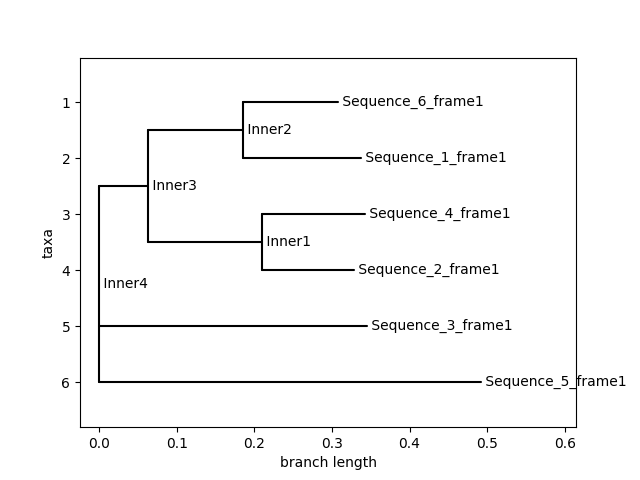 1
Sequence_6_frame1
Inner2
2
Sequence_1_frame1
Inner3
3
Sequence_4_frame1
taxa
Inner1
4
Sequence_2_frame1
Inner4
5
Sequence_3_frame1
6
Sequence_5_frame1
0.0 0.1 0.2 0.3 0.4 0.5 0.6
branch length